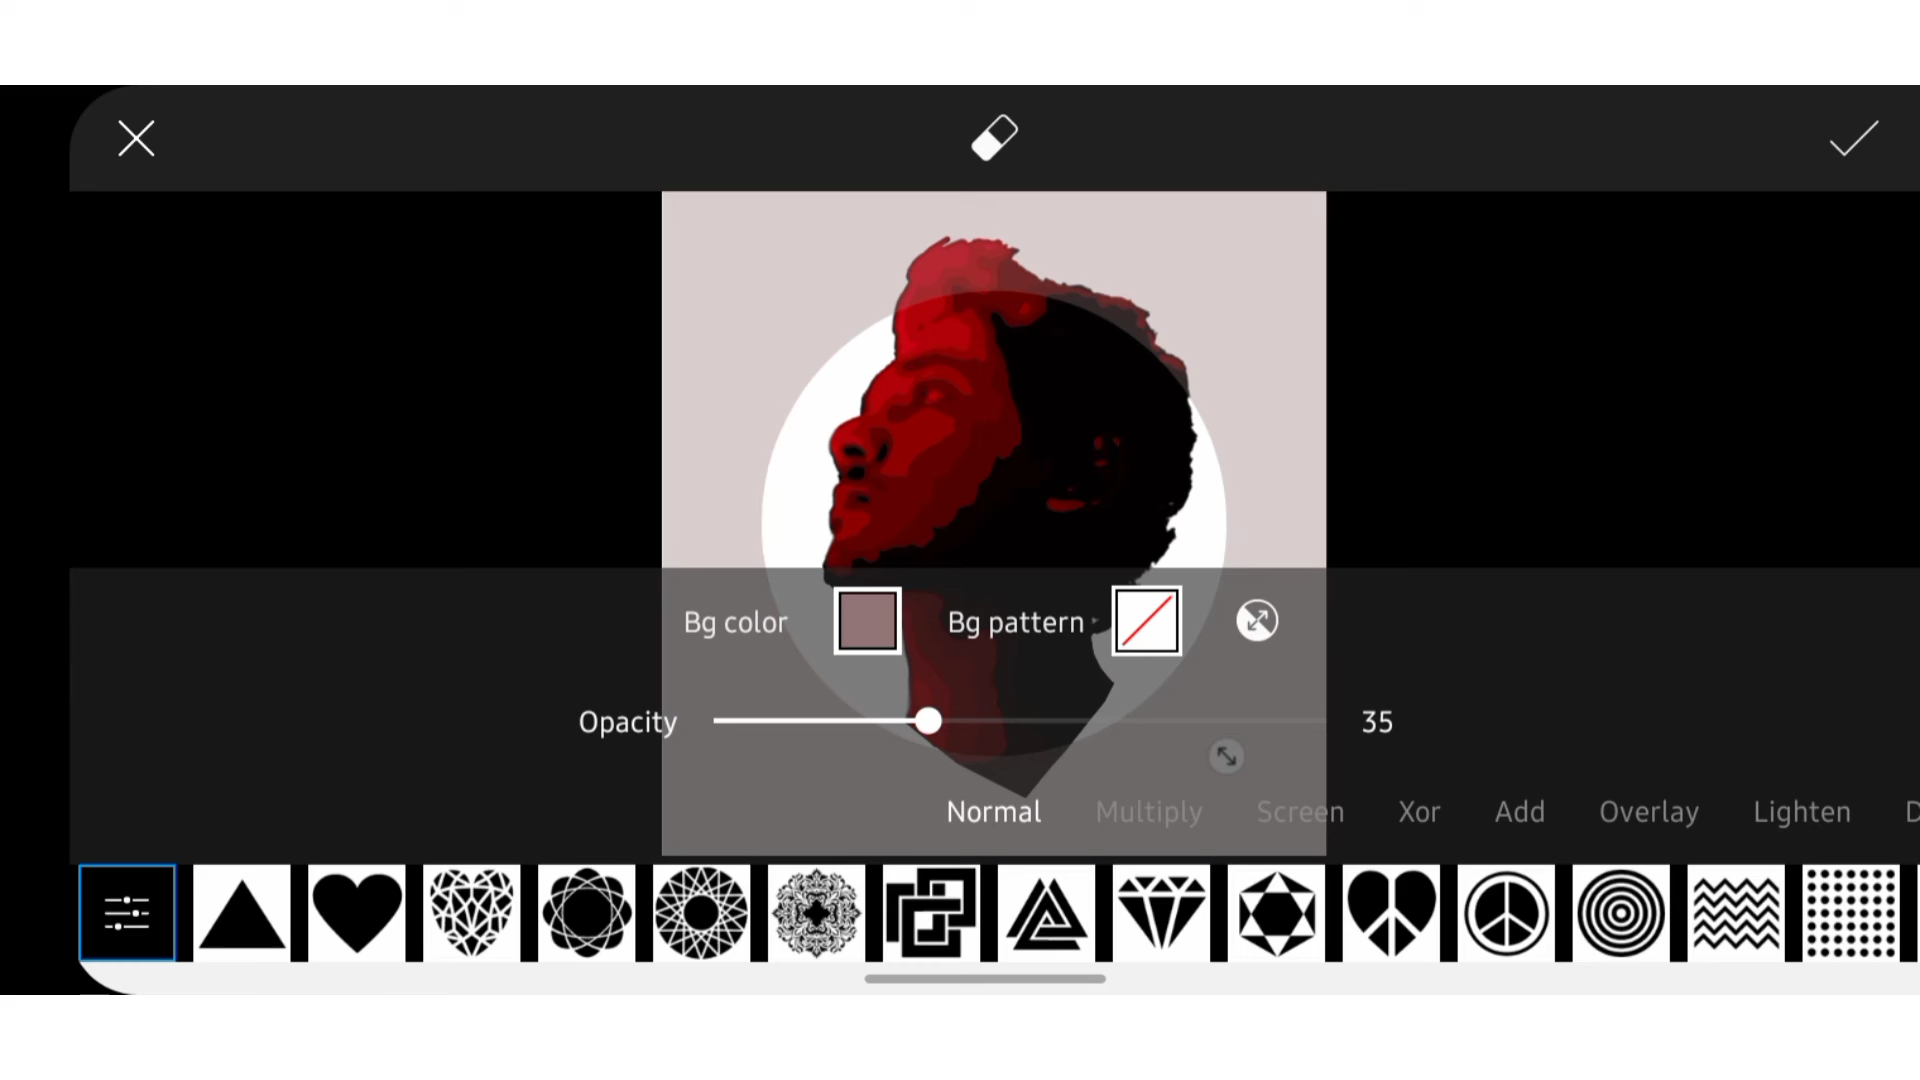 Bg color Bg pattern
Opacity 35
Normal Multiply Screen Xor Add Overlay Lighten D